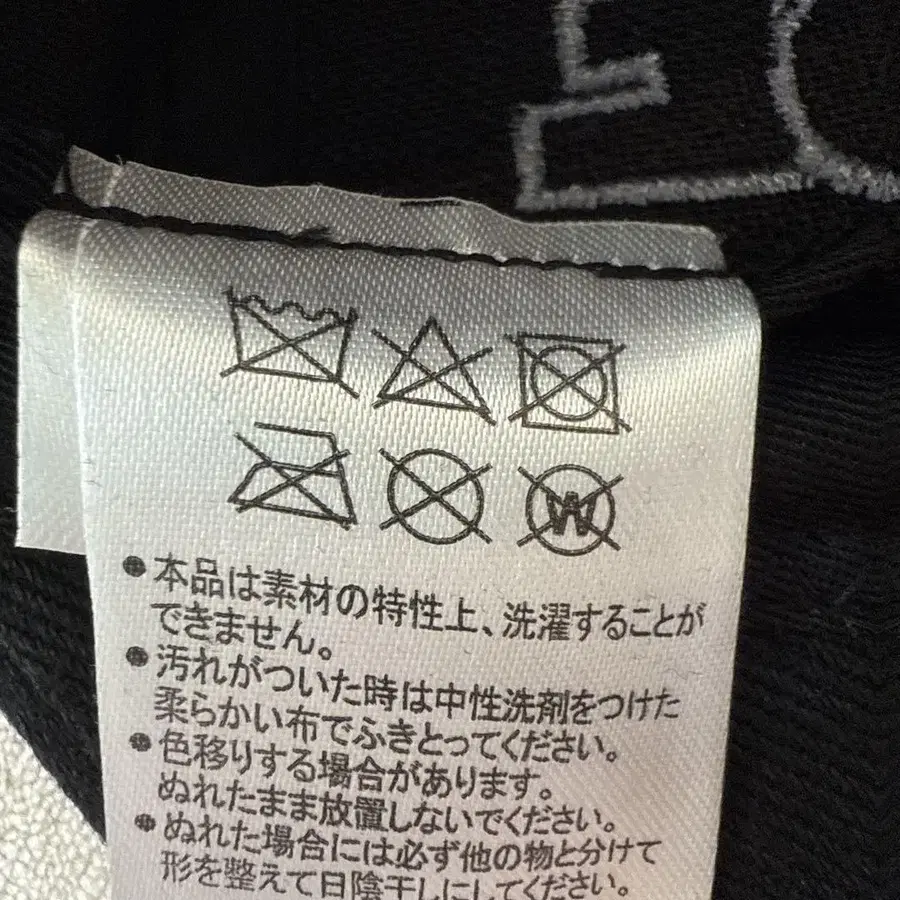 W
●本品は素材の特性上、洗濯することが
できません。
●汚れがついた時は中性洗剤をつけた
柔らかい布でふきとってください。
●色移りする場合があります。
ぬれたまま放置しないでください。
●ぬれた場合には必ず他の物と分けて
形を整えて日陰干しにしてください。